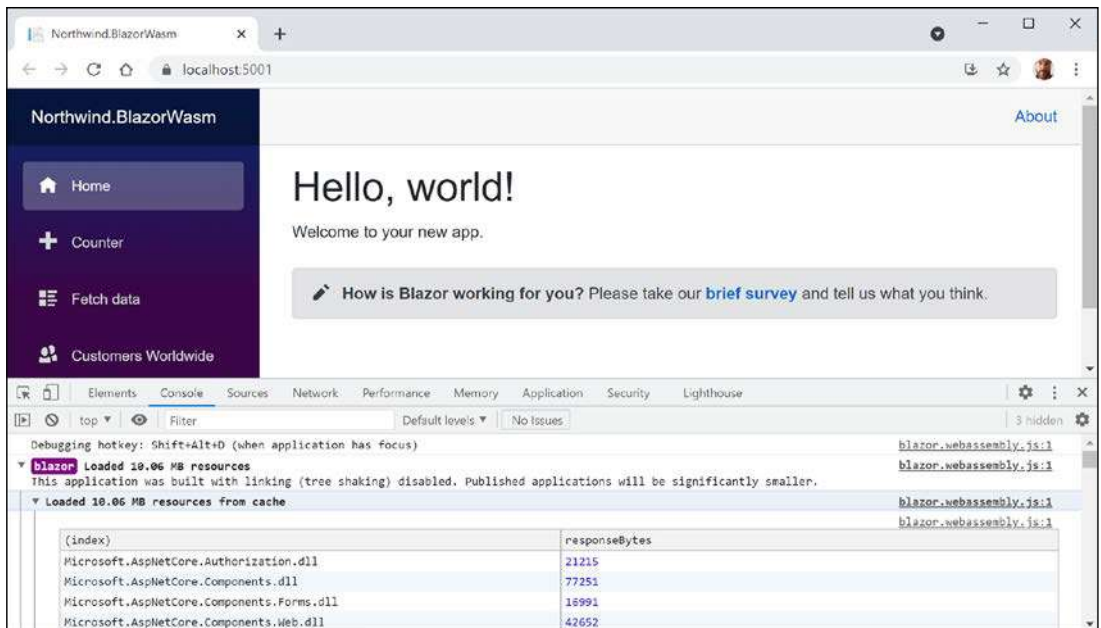 Northwind.BlazorWasm
localhost:5001
Northwind.BlazorWasm
About
Home
Counter
Fetch data
Customers Worldwide
Hello, world!
Welcome to your new app.
How is Blazor working for you? Please take our brief survey and tell us what you think.
Elements Console Sources Network Performance Memory Application Security Lighthouse
top ▼ Filter Default levels ▼ No Issues 3 hidden
Debugging hotkey: Shift+Alt+D (when application has focus) blazor.webassembly.js:1
blazor Loaded 10.06 MB resources blazor.webassembly.js:1
This application was built with linking (tree shaking) disabled. Published applications will be significantly smaller.
Loaded 10.06 MB resources from cache blazor.webassembly.js:1
blazor.webassembly.js:1
(index) responseBytes
Microsoft.AspNetCore.Authorization.dll 21215
Microsoft.AspNetCore.Components.dll 77251
Microsoft.AspNetCore.Components.Forms.dll 16991
Microsoft.AspNetCore.Components.Web.dll 42652